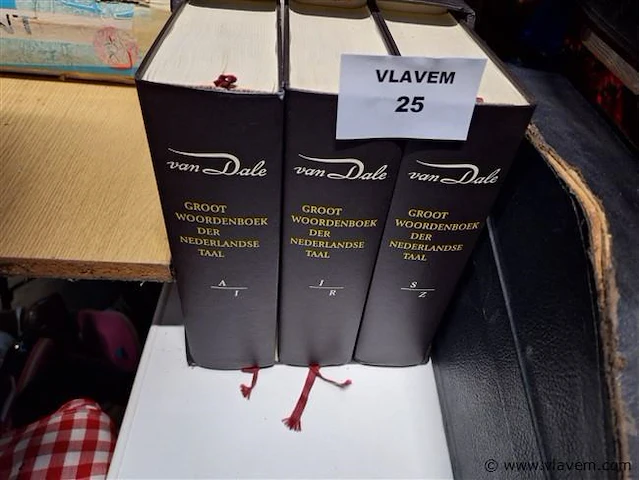 VLAVEM
25
van Dale
GROOT
WOORDENBOEK
DER
NEDERLANDSE
TAAL
A
I
van Dale
GROOT
WOORDENBOEK
DER
NEDERLANDSE
TAAL
J
R
van Dale
GROOT
WOORDENBOEK
DER
NEDERLANDSE
TAAL
S
Z
© www.vlavem.com